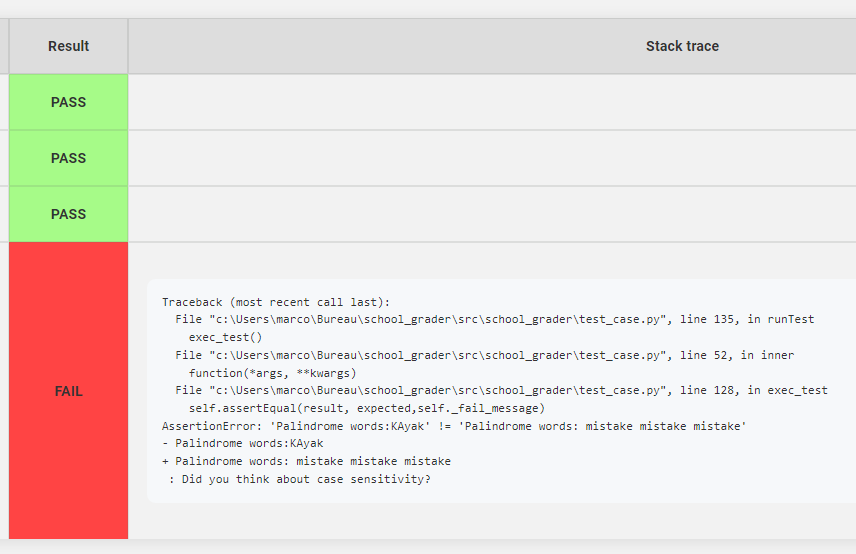 Result Stack trace
PASS
PASS
PASS
FAIL
Traceback (most recent call last):
File "c:\Users\marco\Bureau\school_grader\src\school_grader\test_case.py", line 135, in runTest
exec_test()
File "c:\Users\marco\Bureau\school_grader\src\school_grader\test_case.py", line 52, in inner
function(*args, **kwargs)
File "c:\Users\marco\Bureau\school_grader\src\school_grader\test_case.py", line 128, in exec_test
self.assertEqual(result, expected,self._fail_message)
AssertionError: 'Palindrome words:KAyak' != 'Palindrome words: mistake mistake mistake'
- Palindrome words:KAyak
+ Palindrome words: mistake mistake mistake
: Did you think about case sensitivity?